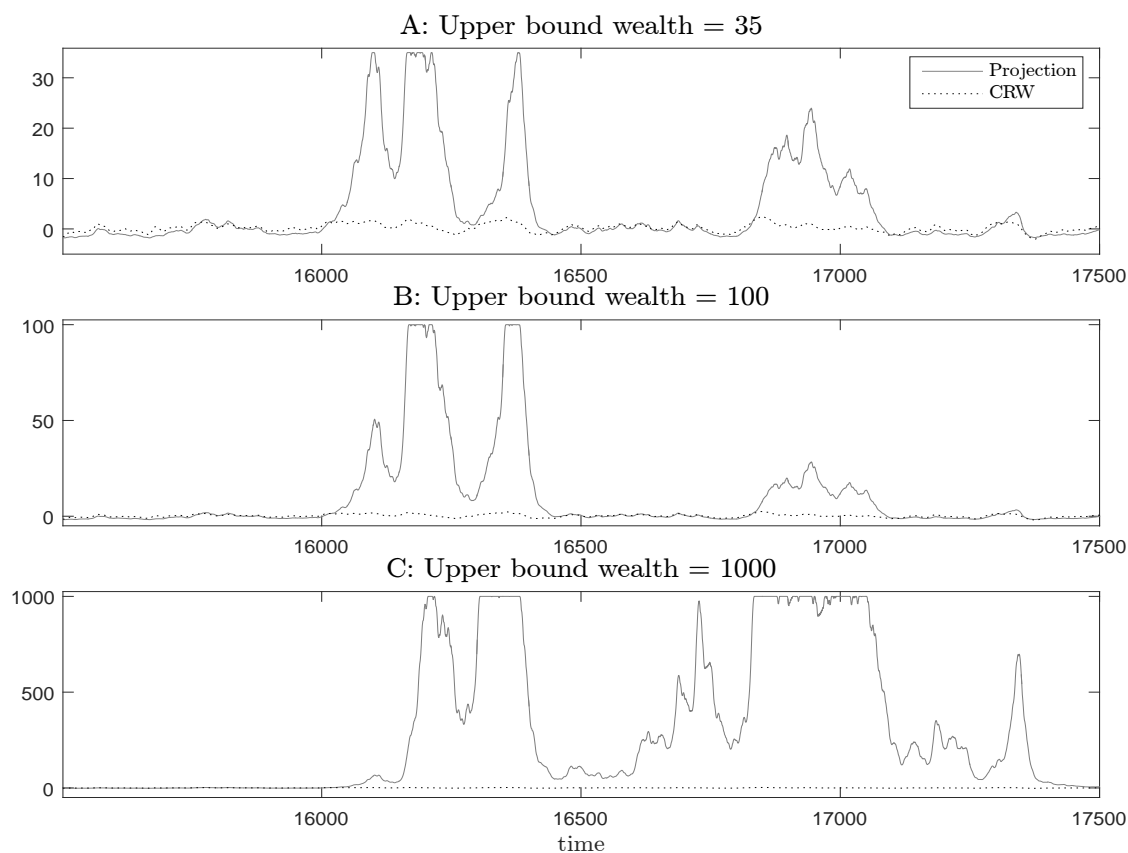 A: Upper bound wealth = 35
30
20
10
0
Projection
CRW
16000 16500 17000 17500
B: Upper bound wealth = 100
100
50
0
16000 16500 17000 17500
C: Upper bound wealth = 1000
1000
500
0
16000 16500 17000 17500
time